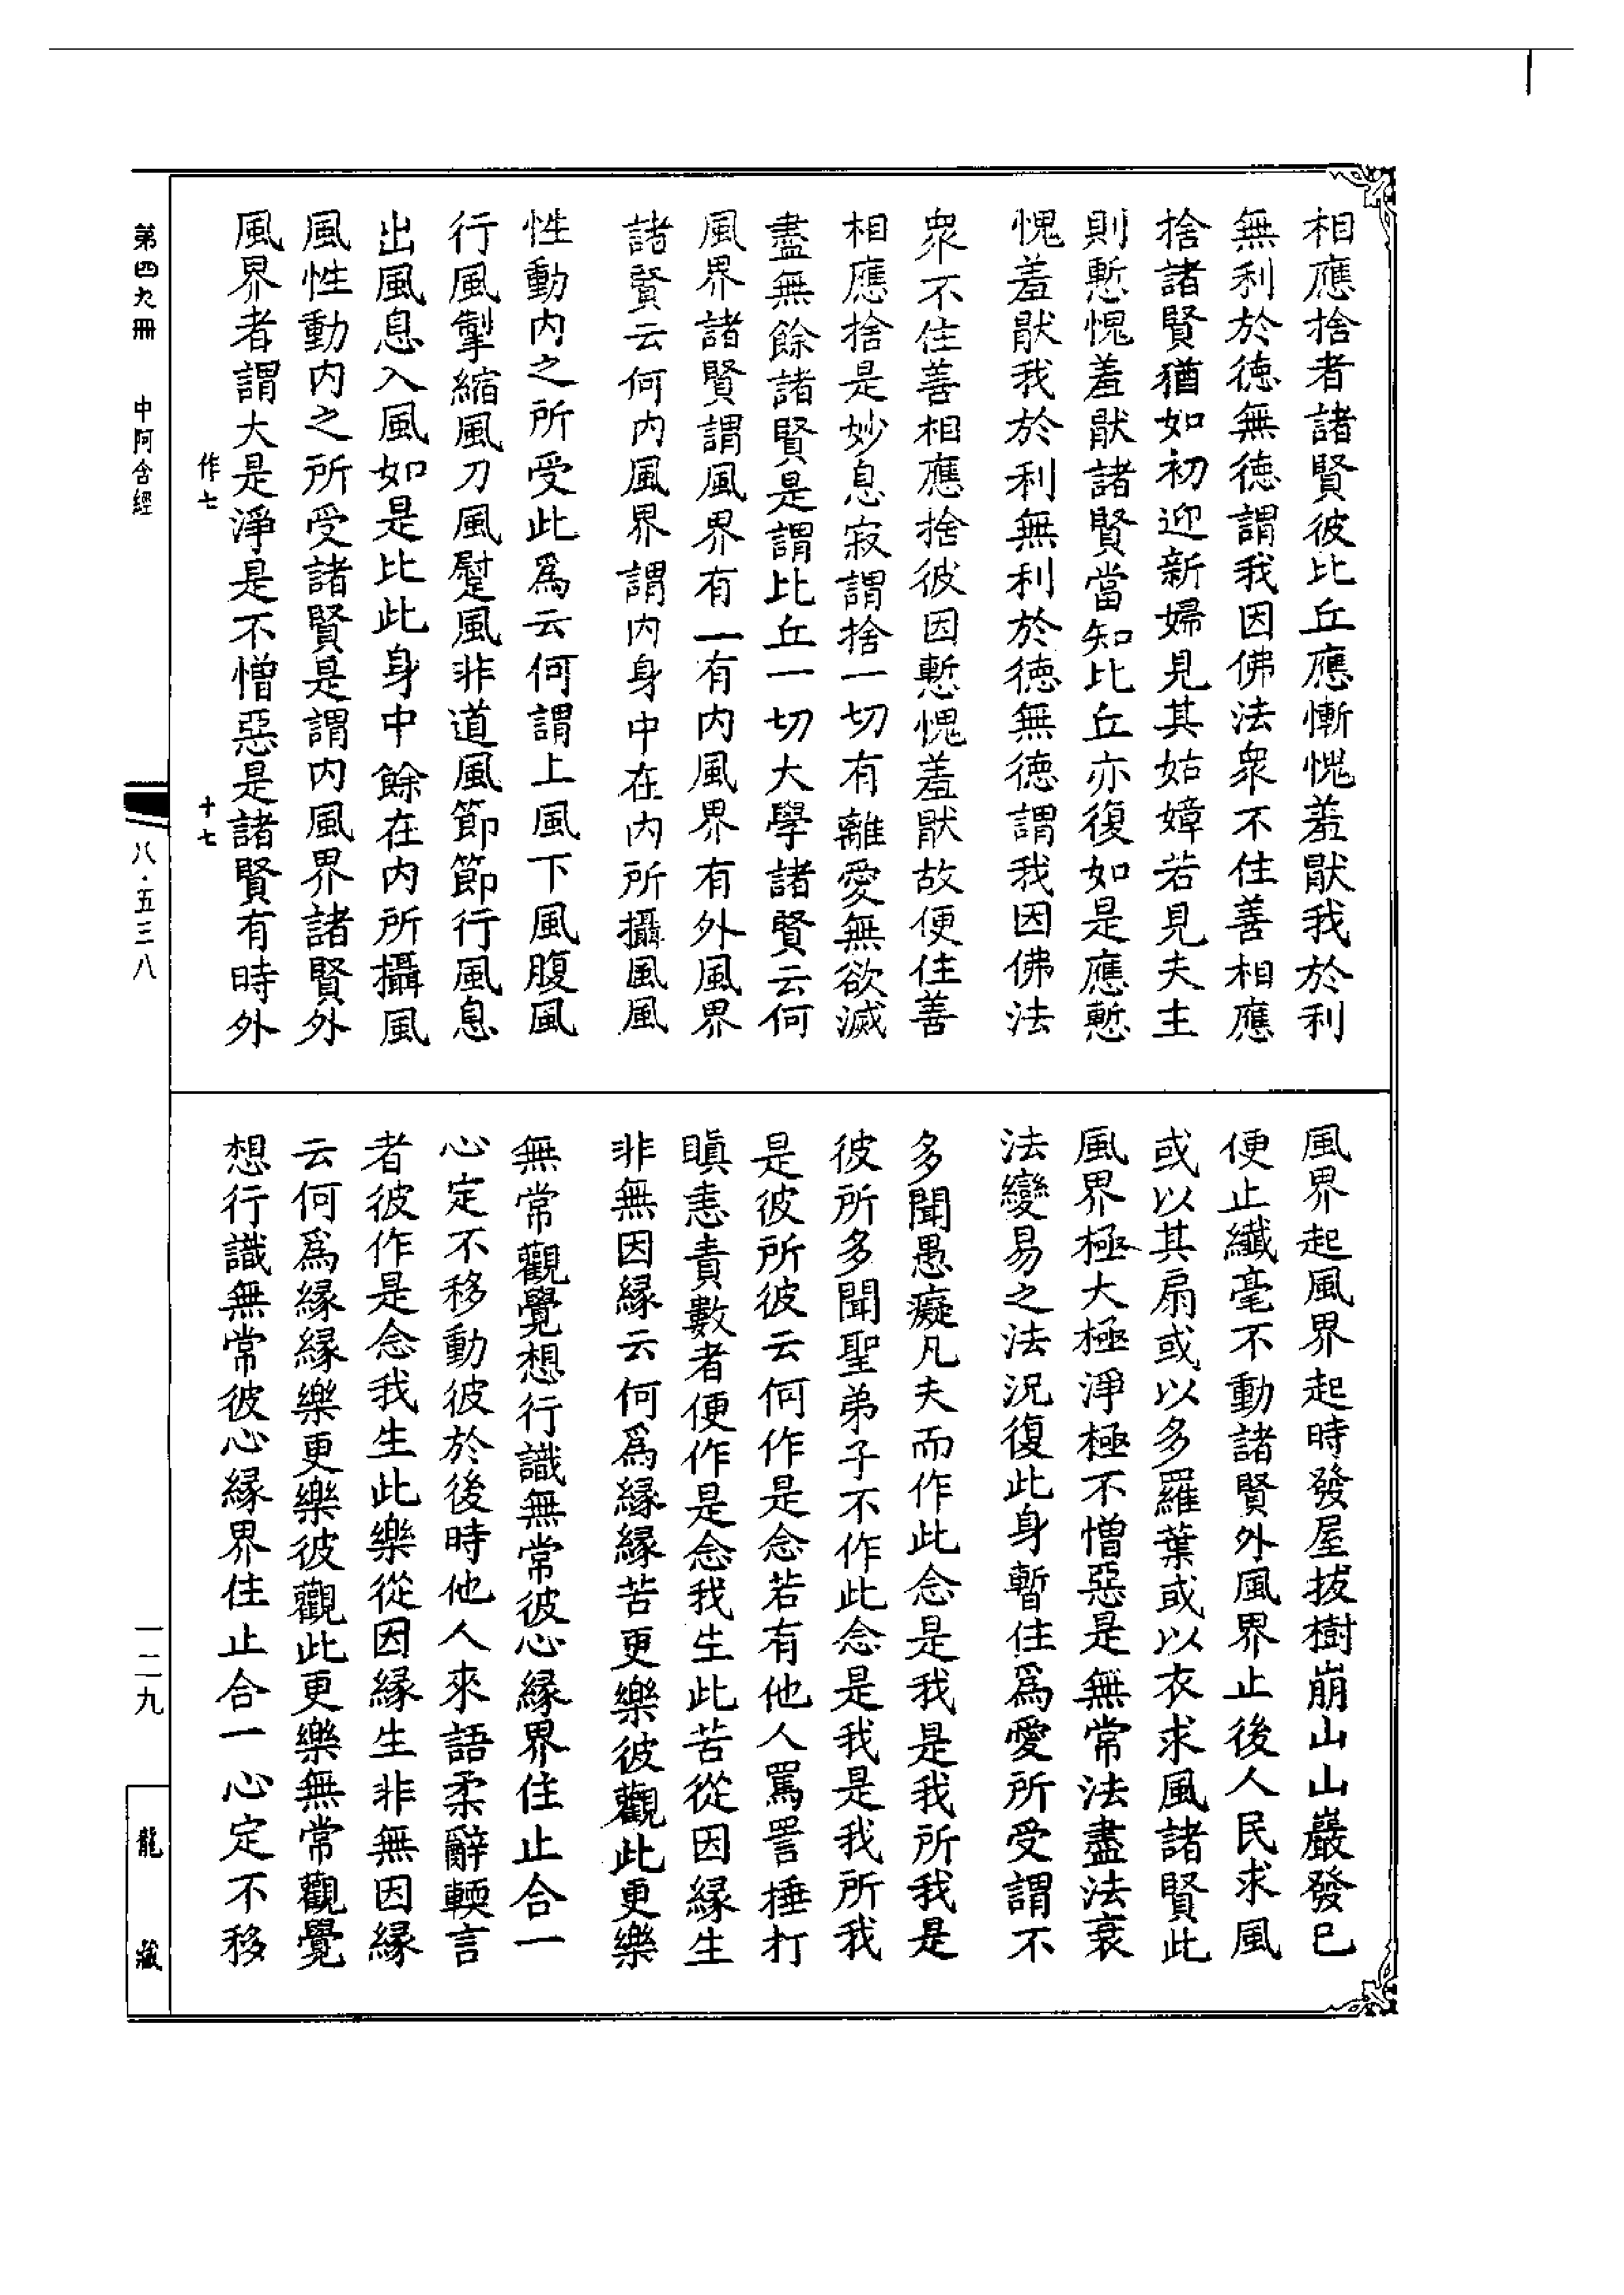 相應捨者諸賢彼比丘應慚愧羞厭我於利
無利於德無德謂我因佛法衆不住善相應
捨諸賢猶如初迎新婦見其姑嫜若見夫主
則慙愧羞厭諸賢當知比丘亦復如是應慙
愧羞厭我於利無利於德無德謂我因佛法
衆不住善相應捨彼因慙愧羞厭故便住善
相應捨是妙息寂謂捨一切有離愛無欲滅
盡無餘諸賢是謂比丘一切大學諸賢云何
風界諸賢謂風界有一有内風界有外風界
諸賢云何内風界謂内身中在内所攝風風
性動内之所受此爲云何謂上風下風腹風
行風掣縮風刀風躽風非道風節節行風息
出風息入風如是比此身中餘在内所攝風
風性動内之所受諸賢是謂内風界諸賢外
風界者謂大是淨是不憎惡是諸賢有時外
作七
十七
風界起風界起時發屋拔樹崩山山巖發已
便止纖毫不動諸賢外風界止後人民求風
或以其扇或以多羅葉或以衣求風諸賢此
風界極大極淨極不憎惡是無常法盡法衰
法變易之法況復此身暫住爲愛所受謂不
多聞愚癡凡夫而作此念是我是我所我是
彼所多聞聖弟子不作此念是我是我所我
是彼所彼云何作是念若有他人罵詈捶打
瞋恚責數者便作是念我生此苦從因緣生
非無因緣云何爲緣緣苦更樂彼觀此更樂
無常觀覺想行識無常彼心緣界住止合一
心定不移動彼於後時他人來語柔辭輭言
者彼作是念我生此樂從因緣生非無因緣
云何爲緣緣樂更樂彼觀此更樂無常觀覺
想行識無常彼心緣界住止合一心定不移
第四九冊
中阿含經
八·五三八
一二九
龍藏